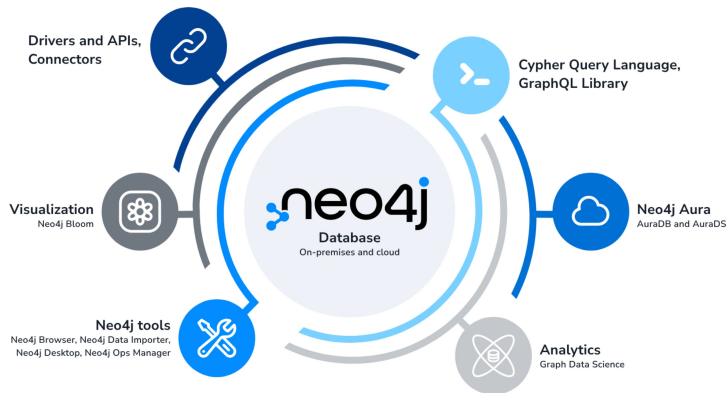 Drivers and APIs,
Connectors
Cypher Query Language,
GraphQL Library
neo4j
Database
On-premises and cloud
Visualization
Neo4j Bloom
Neo4j Aura
AuraDB and AuraDS
Neo4j tools
Neo4j Browser, Neo4j Data Importer,
Neo4j Desktop, Neo4j Ops Manager
Analytics
Graph Data Science